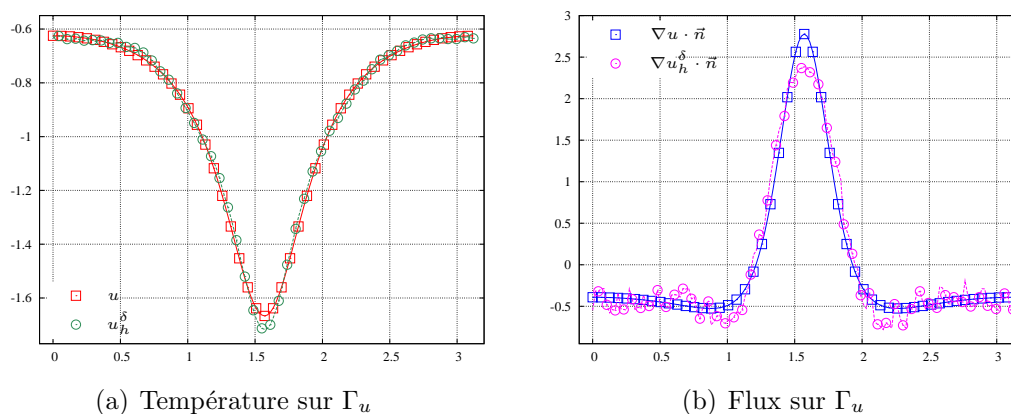 -0.6
-0.8
-1
-1.2
-1.4
-1.6
u
u_h^δ
0 0.5 1 1.5 2 2.5 3
(a) Température sur Γ_u
3
2.5
2
1.5
1
0.5
0
-0.5
∇u · n⃗
∇u_h^δ · n⃗
0 0.5 1 1.5 2 2.5 3
(b) Flux sur Γ_u